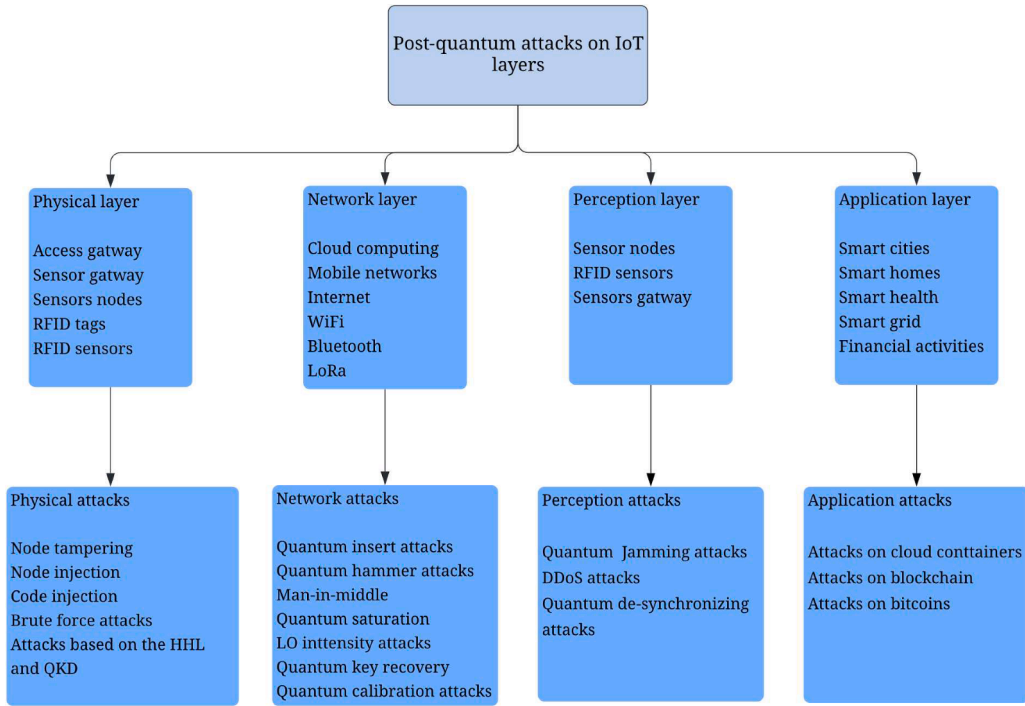 Post-quantum attacks on IoT
layers
Physical layer
Access gatway
Sensor gatway
Sensors nodes
RFID tags
RFID sensors
Network layer
Cloud computing
Mobile networks
Internet
WiFi
Bluetooth
LoRa
Perception layer
Sensor nodes
RFID sensors
Sensors gatway
Application layer
Smart cities
Smart homes
Smart health
Smart grid
Financial activities
Physical attacks
Node tampering
Node injection
Code injection
Brute force attacks
Attacks based on the HHL
and QKD
Network attacks
Quantum insert attacks
Quantum hammer attacks
Man-in-middle
Quantum saturation
LO inttensity attacks
Quantum key recovery
Quantum calibration attacks
Perception attacks
Quantum  Jamming attacks
DDoS attacks
Quantum de-synchronizing
attacks
Application attacks
Attacks on cloud conttainers
Attacks on blockchain
Attacks on bitcoins